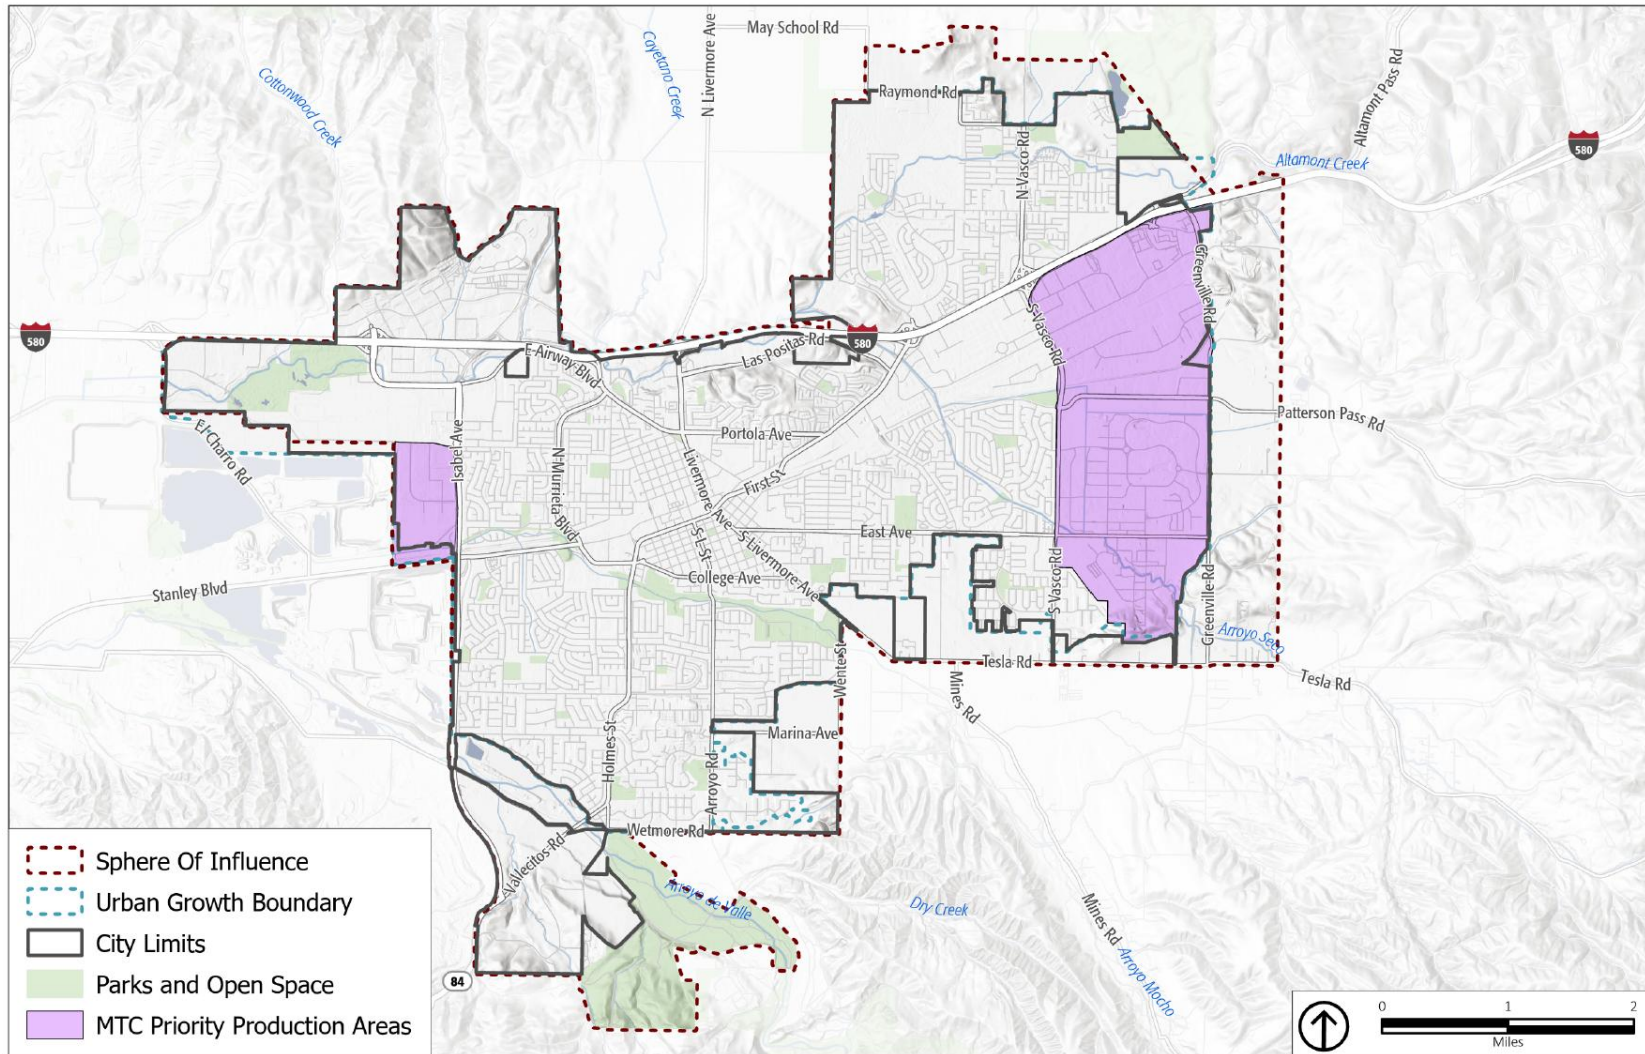 May School Rd
Cottonwood Creek
Cayetano Creek
N Livermore Ave
Altamont Pass Rd
Raymond Rd
N Vasco Rd
580
Altamont Creek
580
E Airway Blvd
Las Positas Rd
580
S Vasco Rd
Greenville Rd
Patterson Pass Rd
El Charro Rd
Isabel Ave
Portola Ave
N Murrieta Blvd
Livermore Ave
First St
S L St
S Livermore Ave
East Ave
College Ave
Stanley Blvd
S Vasco Rd
Greenville Rd
Arroyo Seco
Tesla Rd
Tesla Rd
Wente St
Mines Rd
Marina Ave
Holmes St
Arroyo Rd
Wetmore Rd
Vallecitos Rd
Arroyo de Valle
Dry Creek
Mines Rd
Arroyo Mocho
84
Sphere Of Influence
Urban Growth Boundary
City Limits
Parks and Open Space
MTC Priority Production Areas
0 1 2
Miles